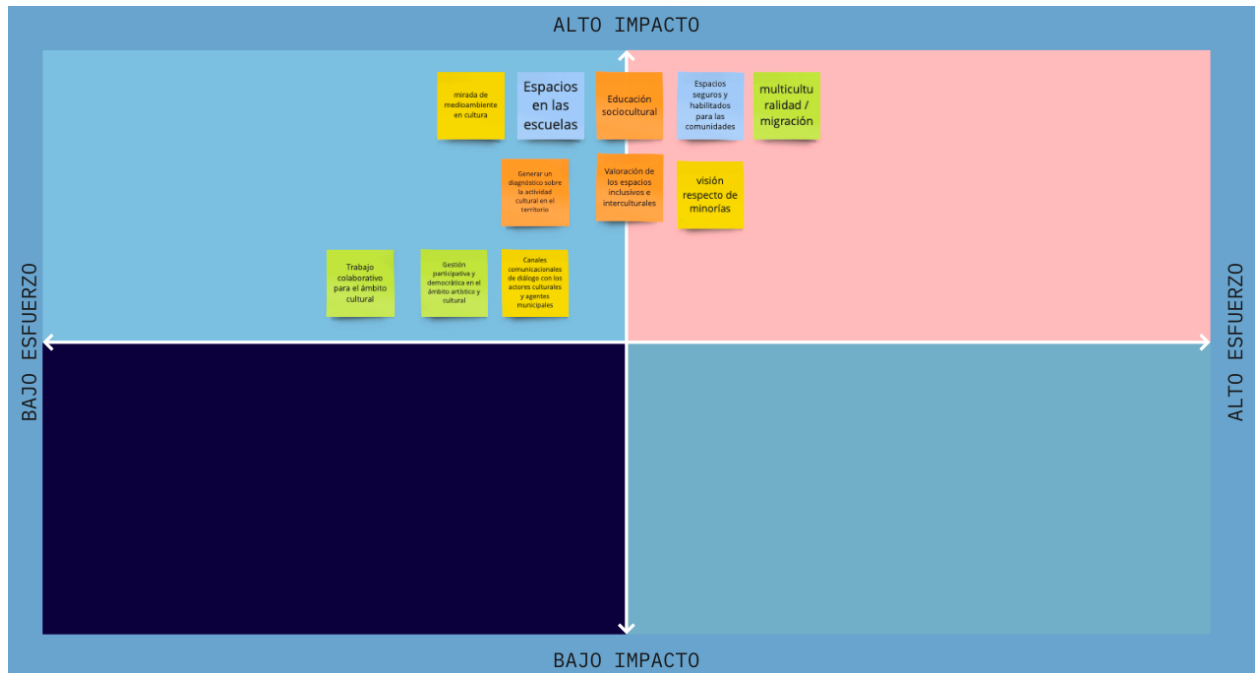 ALTO IMPACTO
mirada de
medioambiente
en cultura
Espacios
en las
escuelas
Educación
sociocultural
Espacios
seguros y
habilitados
para las
comunidades
multicultu
ralidad /
migración
Generar un
diagnóstico sobre
la actividad
cultural en el
territorio
Valoración de
los espacios
inclusivos e
interculturales
visión
respecto de
minorías
Trabajo
colaborativo
para el ámbito
cultural
Gestión
participativa y
democrática en el
ámbito artístico y
cultural
Canales
comunicacionales
de diálogo con los
actores culturales
y agentes
municipales
BAJO ESFUERZO
ALTO ESFUERZO
BAJO IMPACTO